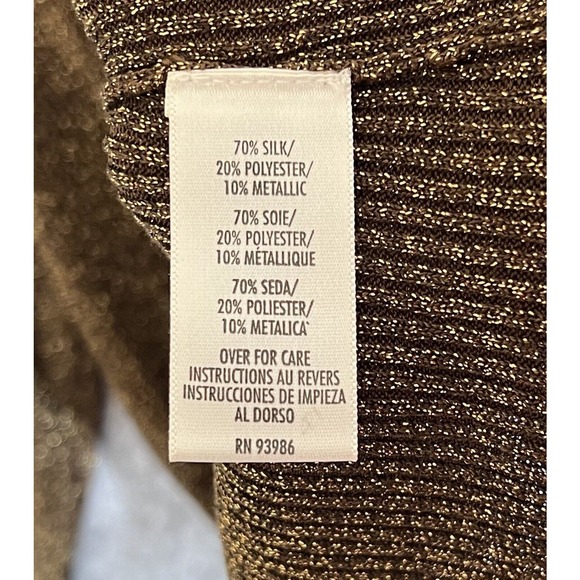 70% SILK/
20% POLYESTER/
10% METALLIC
70% SOIE/
20% POLYESTER/
10% MÉTALLIQUE
70% SEDA/
20% POLIESTER/
10% METALICA
OVER FOR CARE
INSTRUCTIONS AU REVERS
INSTRUCCIONES DE IMPIEZA
AL DORSO
RN 93986